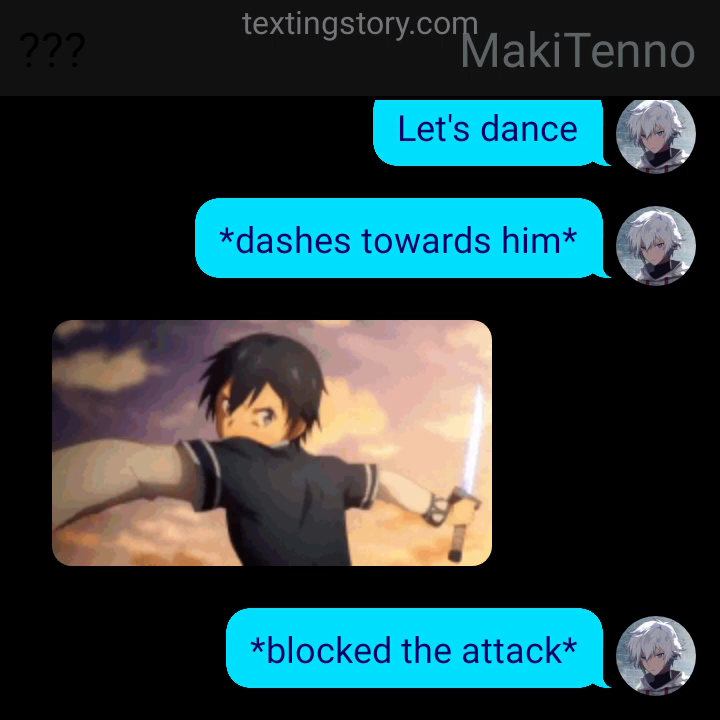 textingstory.com
???
MakiTenno
Let's dance
*dashes towards him*
*blocked the attack*